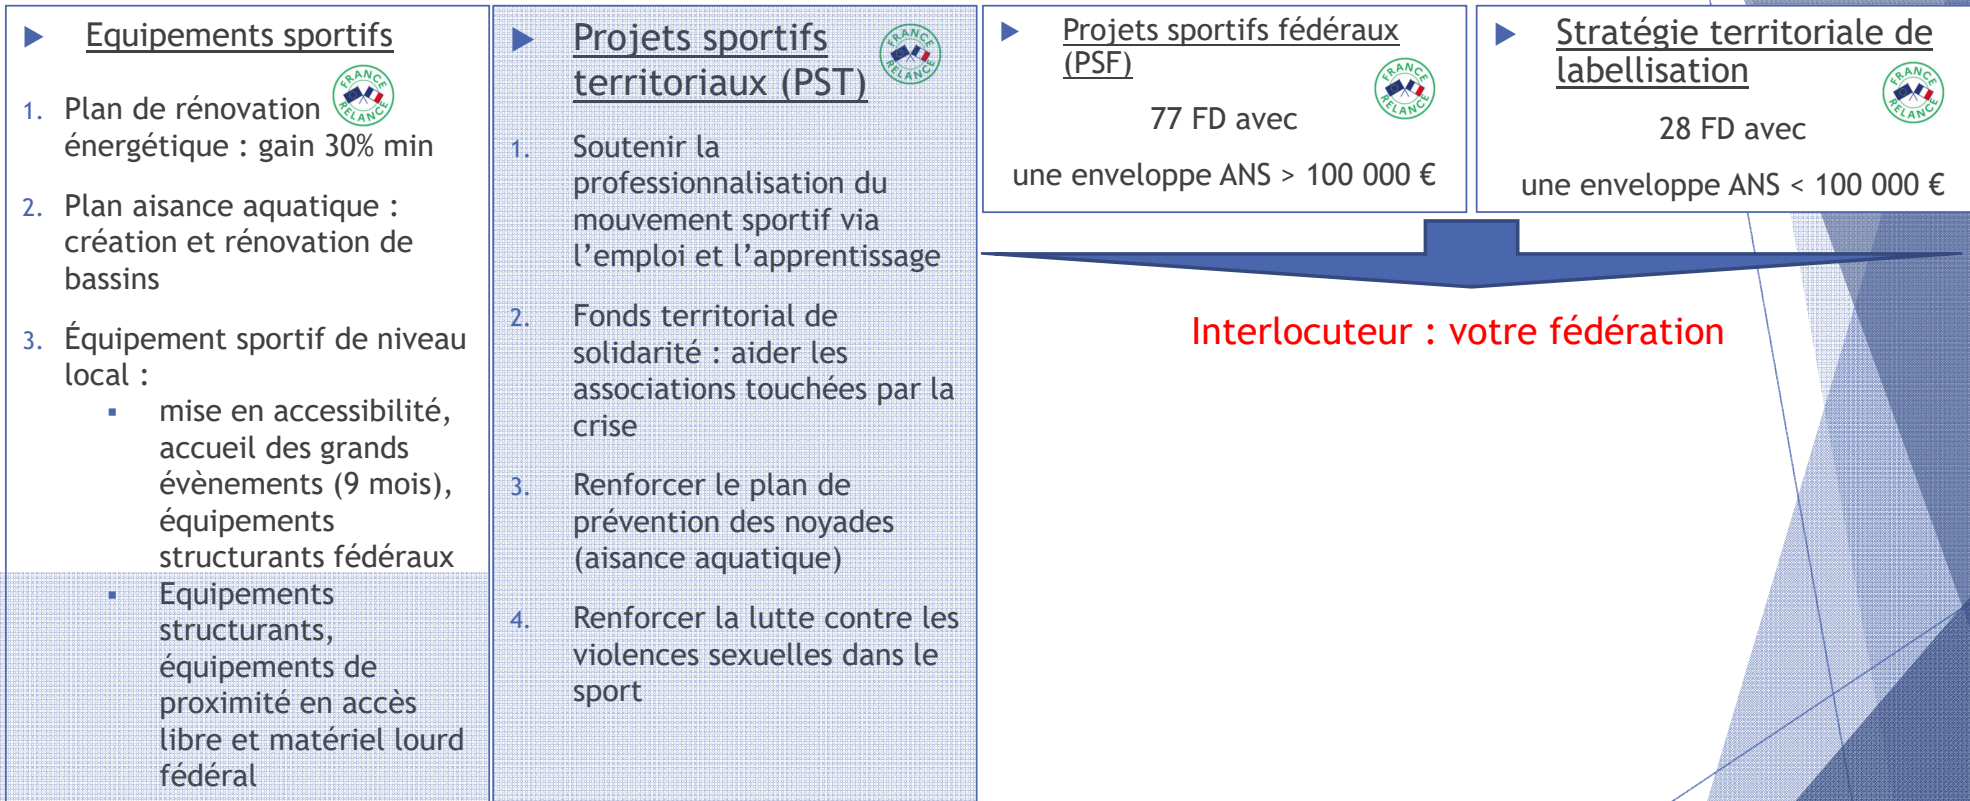 Equipements sportifs
FRANCE
RELANCE
1. Plan de rénovation
énergétique : gain 30% min
2. Plan aisance aquatique :
création et rénovation de
bassins
3. Équipement sportif de niveau
local :
▪ mise en accessibilité,
accueil des grands
évènements (9 mois),
équipements
structurants fédéraux
▪ Equipements
structurants,
équipements de
proximité en accès
libre et matériel lourd
fédéral
Projets sportifs
territoriaux (PST)
FRANCE
RELANCE
1. Soutenir la
professionnalisation du
mouvement sportif via
l’emploi et l’apprentissage
2. Fonds territorial de
solidarité : aider les
associations touchées par la
crise
3. Renforcer le plan de
prévention des noyades
(aisance aquatique)
4. Renforcer la lutte contre les
violences sexuelles dans le
sport
Projets sportifs fédéraux
(PSF)
FRANCE
RELANCE
77 FD avec
une enveloppe ANS > 100 000 €
Stratégie territoriale de
labellisation
FRANCE
RELANCE
28 FD avec
une enveloppe ANS < 100 000 €
Interlocuteur : votre fédération